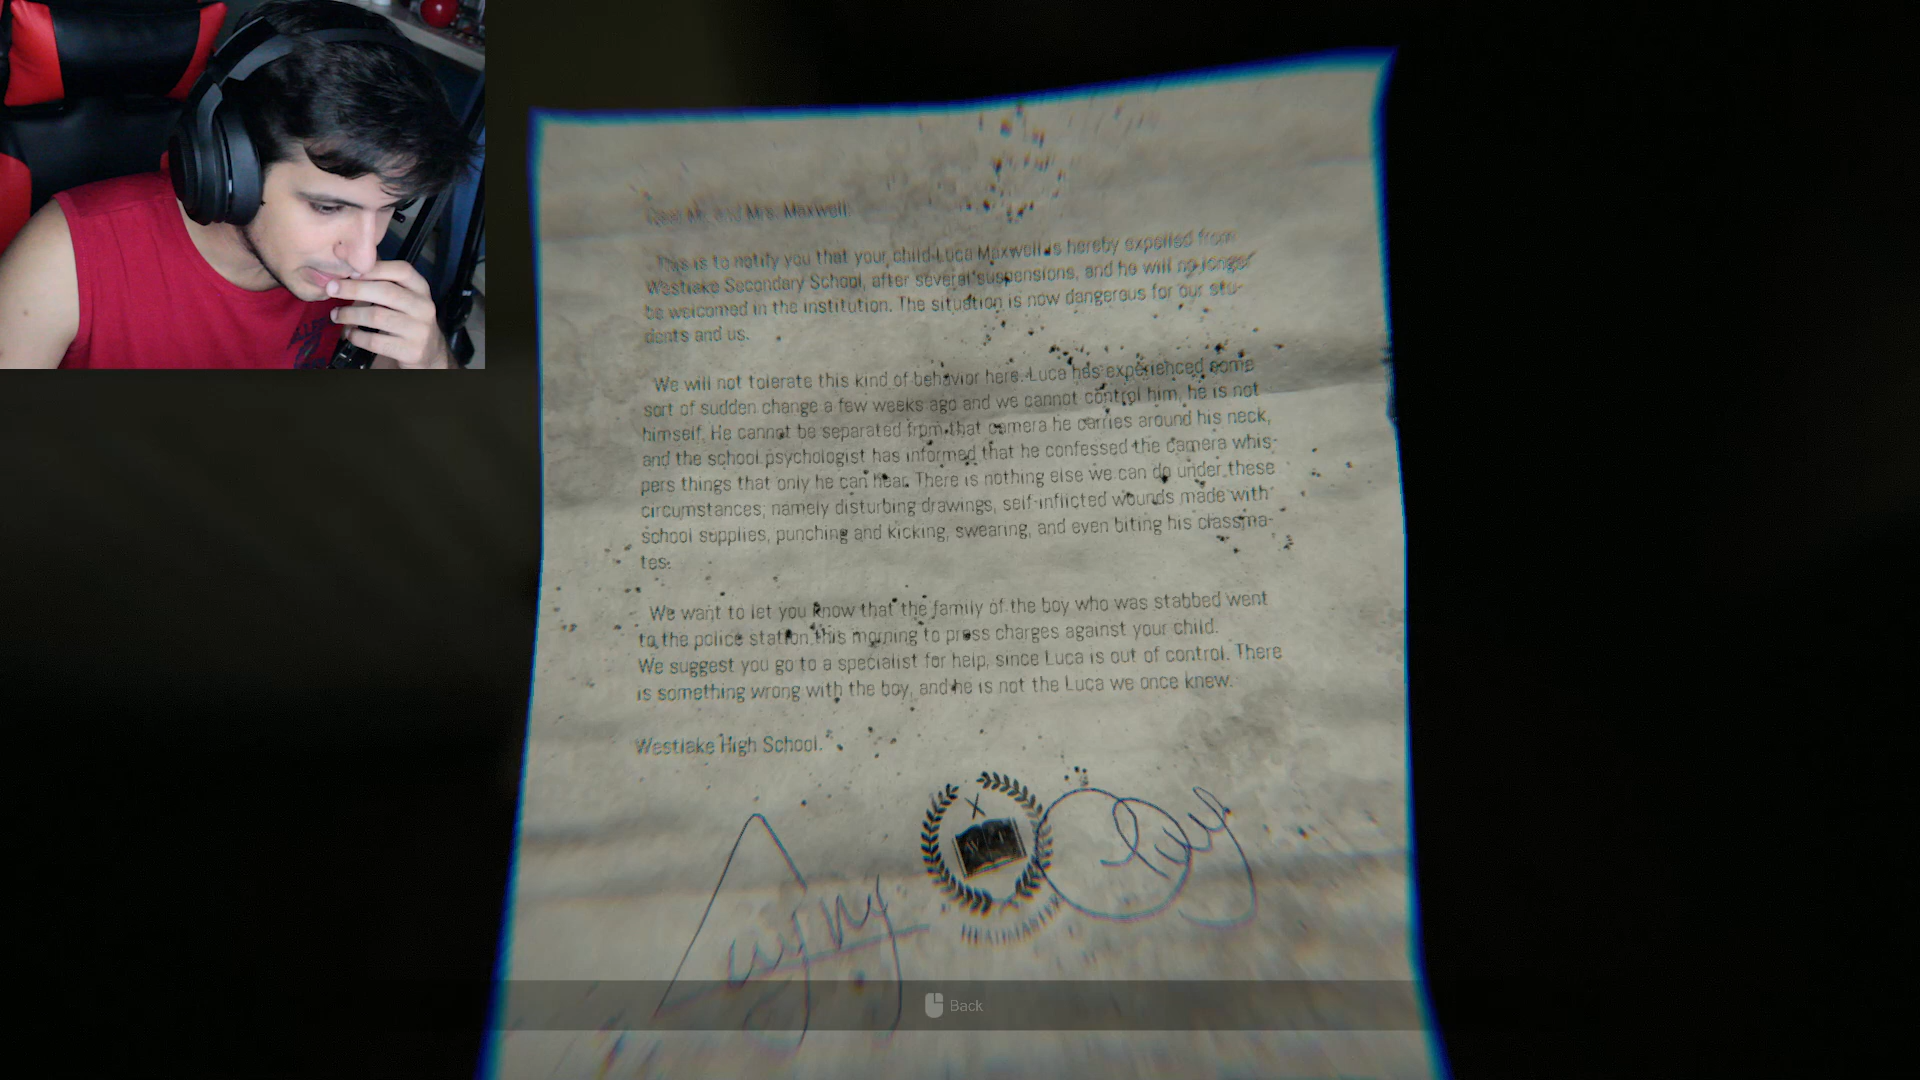 Dear Mr. and Mrs. Maxwell:
This is to notify you that your child Luca Maxwell is hereby expelled from
Westlake Secondary School, after several suspensions, and he will no longer
be welcomed in the institution. The situation is now dangerous for our stu-
dents and us.
We will not tolerate this kind of behavior here. Luca has experienced some
sort of sudden change a few weeks ago and we cannot control him, he is not
himself. He cannot be separated from that camera he carries around his neck,
and the school psychologist has informed that he confessed the camera whis-
pers things that only he can hear. There is nothing else we can do under these
circumstances; namely disturbing drawings, self-inflicted wounds made with
school supplies, punching and kicking, swearing, and even biting his classma-
tes.
We want to let you know that the family of the boy who was stabbed went
to the police station this morning to press charges against your child.
We suggest you go to a specialist for help, since Luca is out of control. There
is something wrong with the boy, and he is not the Luca we once knew.
Westlake High School.
HEADMASTER
Back